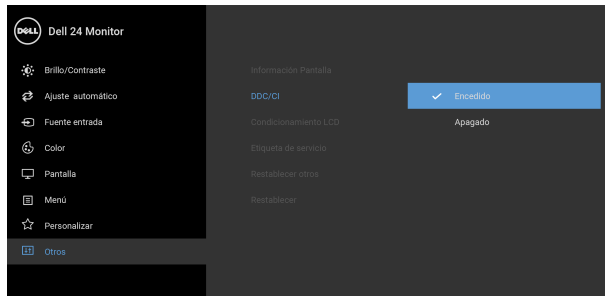 DELL Dell 24 Monitor
Brillo/Contraste
Ajuste automático
Fuente entrada
Color
Pantalla
Menú
Personalizar
Otros
Información Pantalla
DDC/CI
Condicionamiento LCD
Etiqueta de servicio
Restablecer otros
Restablecer
Encedido
Apagado